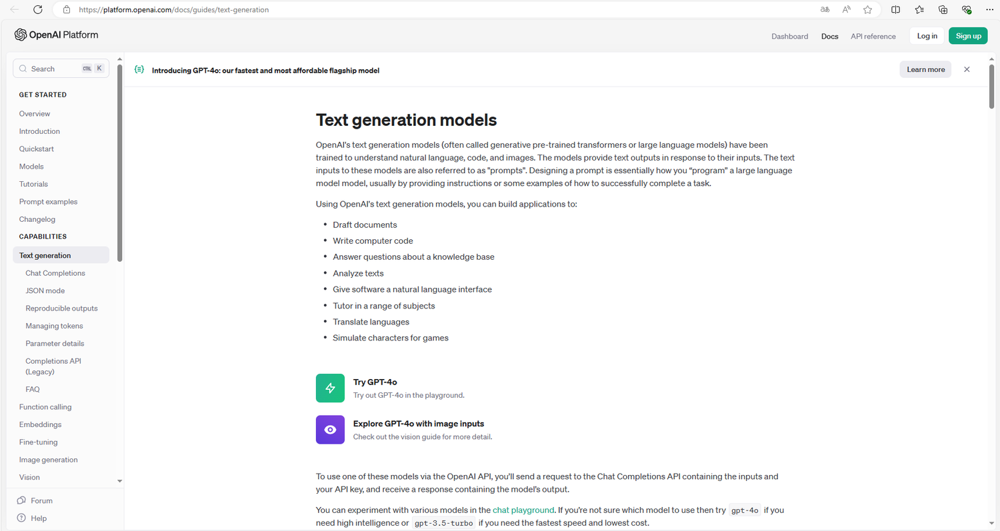 https://platform.openai.com/docs/guides/text-generation
OpenAI Platform
Dashboard
Docs
API reference
Log in
Sign up
Search
CTRL K
GET STARTED
Overview
Introduction
Quickstart
Models
Tutorials
Prompt examples
Changelog
CAPABILITIES
Text generation
Chat Completions
JSON mode
Reproducible outputs
Managing tokens
Parameter details
Completions API
(Legacy)
FAQ
Function calling
Embeddings
Fine-tuning
Image generation
Vision
Forum
Help
Introducing GPT-4o: our fastest and most affordable flagship model
Learn more
Text generation models
OpenAI's text generation models (often called generative pre-trained transformers or large language models) have been
trained to understand natural language, code, and images. The models provide text outputs in response to their inputs. The text
inputs to these models are also referred to as "prompts". Designing a prompt is essentially how you “program” a large language
model model, usually by providing instructions or some examples of how to successfully complete a task.
Using OpenAI's text generation models, you can build applications to:
• Draft documents
• Write computer code
• Answer questions about a knowledge base
• Analyze texts
• Give software a natural language interface
• Tutor in a range of subjects
• Translate languages
• Simulate characters for games
Try GPT-4o
Try out GPT-4o in the playground.
Explore GPT-4o with image inputs
Check out the vision guide for more detail.
To use one of these models via the OpenAI API, you’ll send a request to the Chat Completions API containing the inputs and
your API key, and receive a response containing the model’s output.
You can experiment with various models in the chat playground. If you’re not sure which model to use then try gpt-4o if you
need high intelligence or gpt-3.5-turbo if you need the fastest speed and lowest cost.